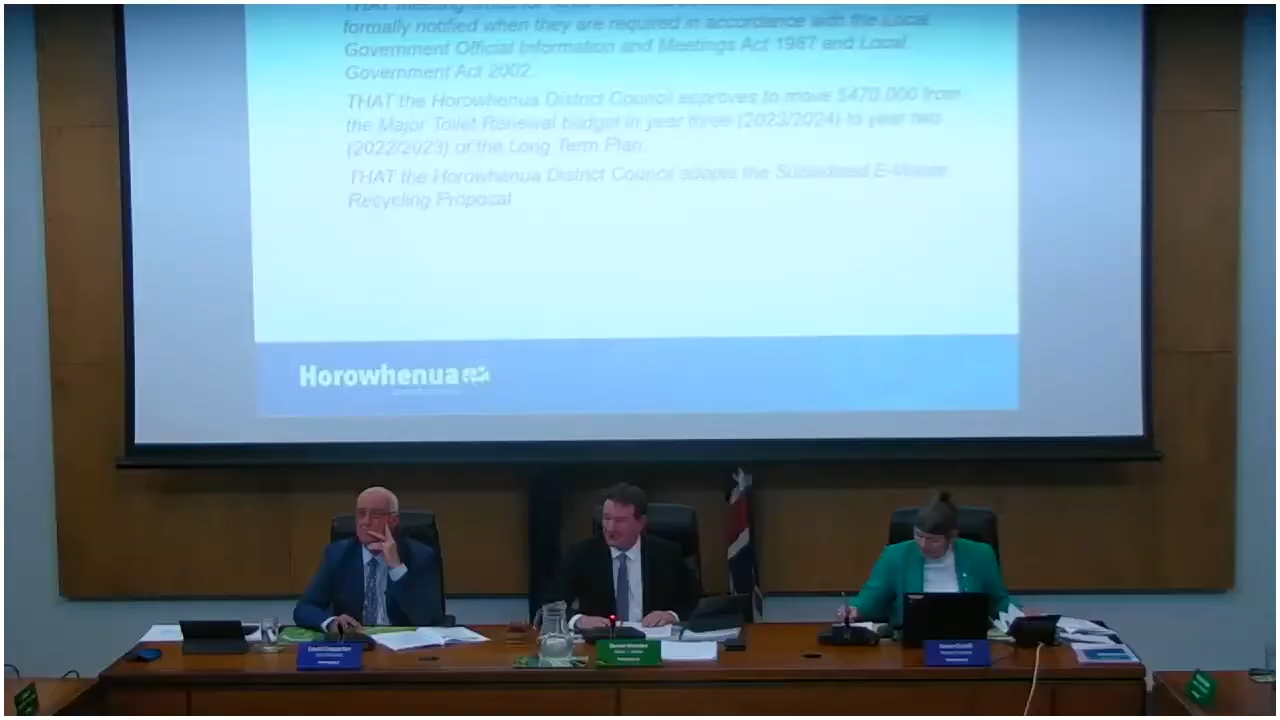 formally notified when they are required in accordance with the Local
Government Official Information and Meetings Act 1987 and Local
Government Act 2002.
THAT the Horowhenua District Council approves to move $470,000 from
the Major Toilet Renewal budget in year three (2023/2024) to year two
(2022/2023) of the Long Term Plan.
THAT the Horowhenua District Council adopts the Subsidised E-Waste
Recycling Proposal
Horowhenua